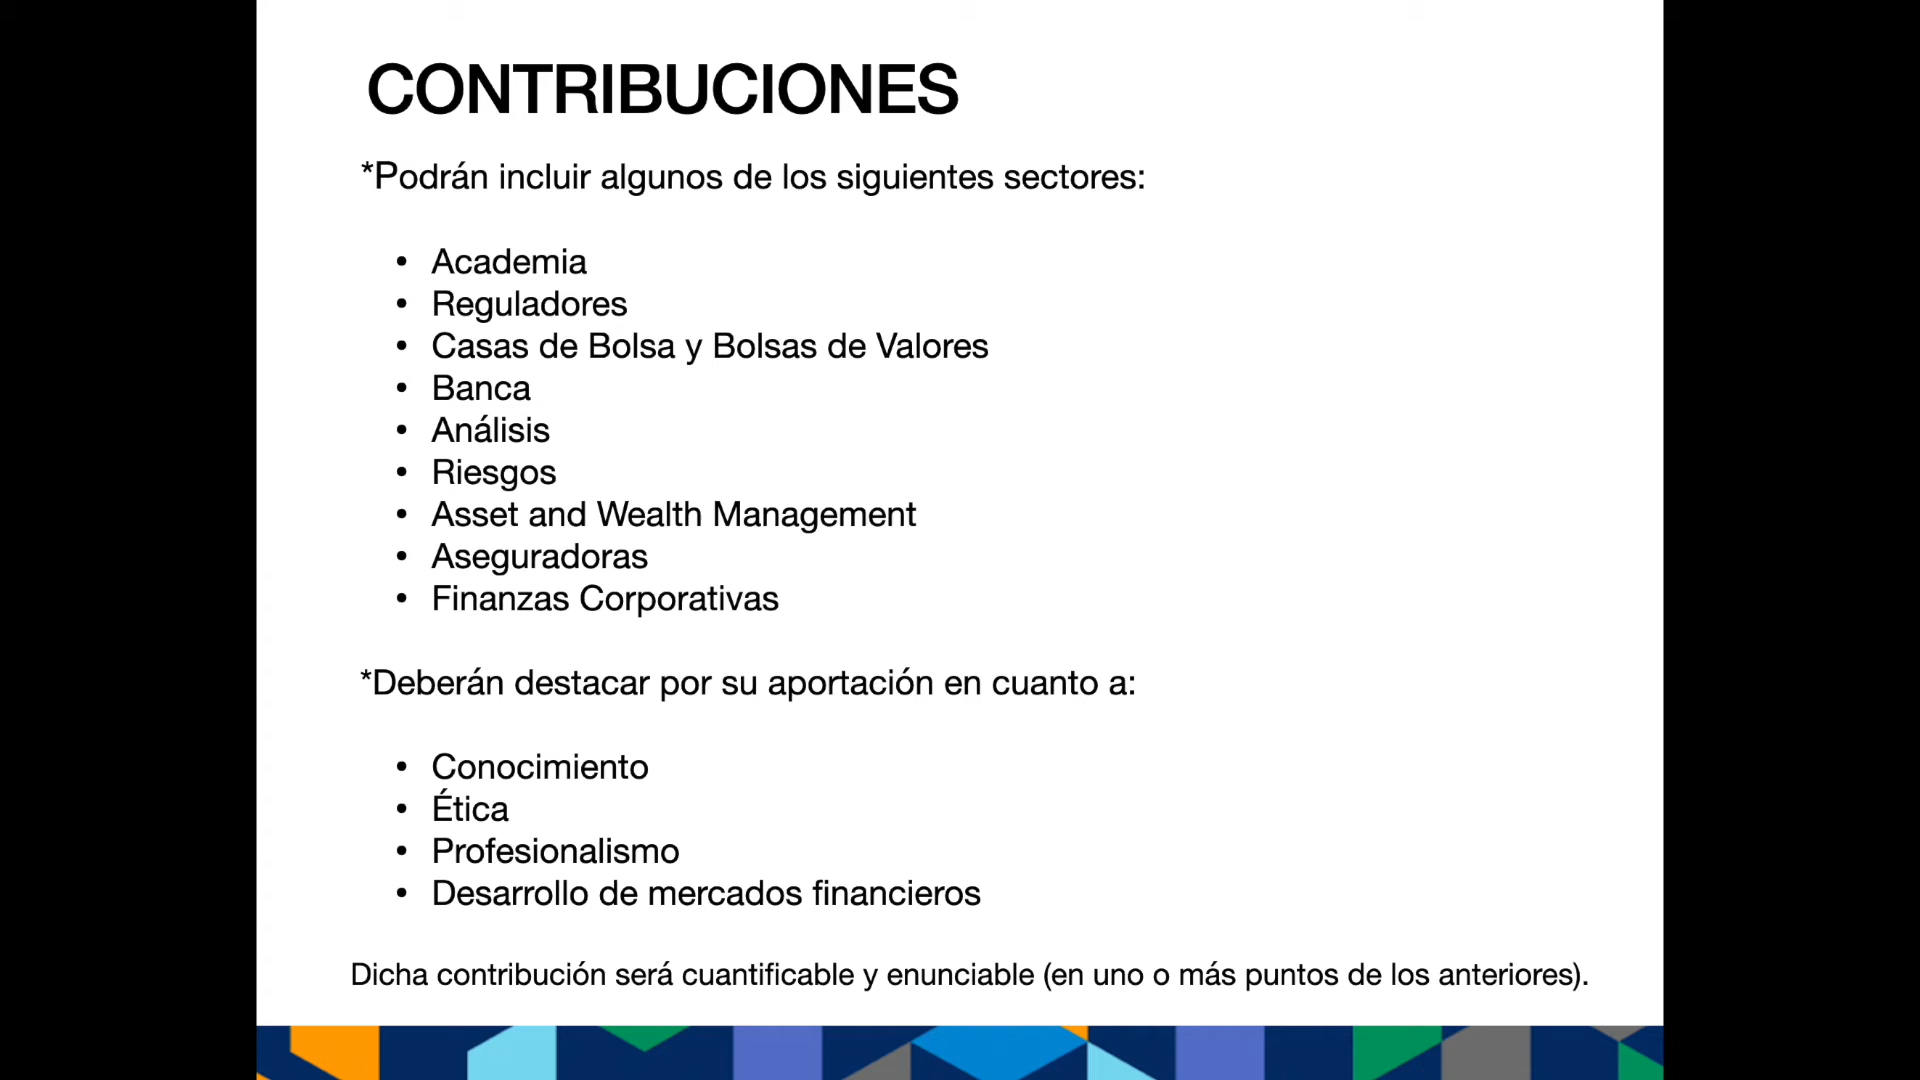 CONTRIBUCIONES
*Podrán incluir algunos de los siguientes sectores:
• Academia
• Reguladores
• Casas de Bolsa y Bolsas de Valores
• Banca
• Análisis
• Riesgos
• Asset and Wealth Management
• Aseguradoras
• Finanzas Corporativas
*Deberán destacar por su aportación en cuanto a:
• Conocimiento
• Ética
• Profesionalismo
• Desarrollo de mercados financieros
Dicha contribución será cuantificable y enunciable (en uno o más puntos de los anteriores).